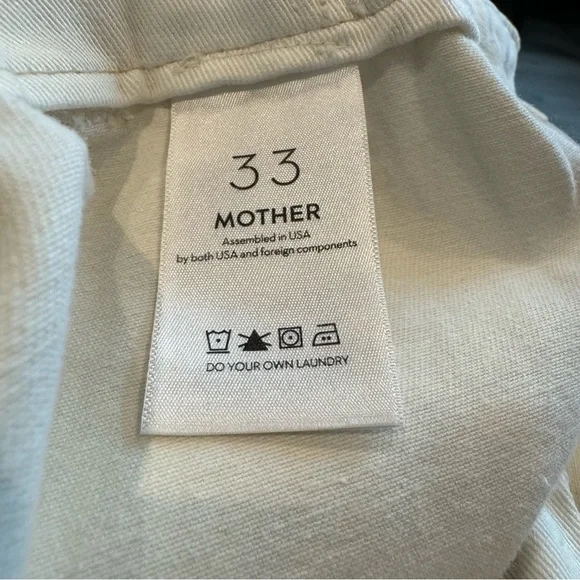 33
MOTHER
Assembled in USA
by both USA and foreign components
DO YOUR OWN LAUNDRY